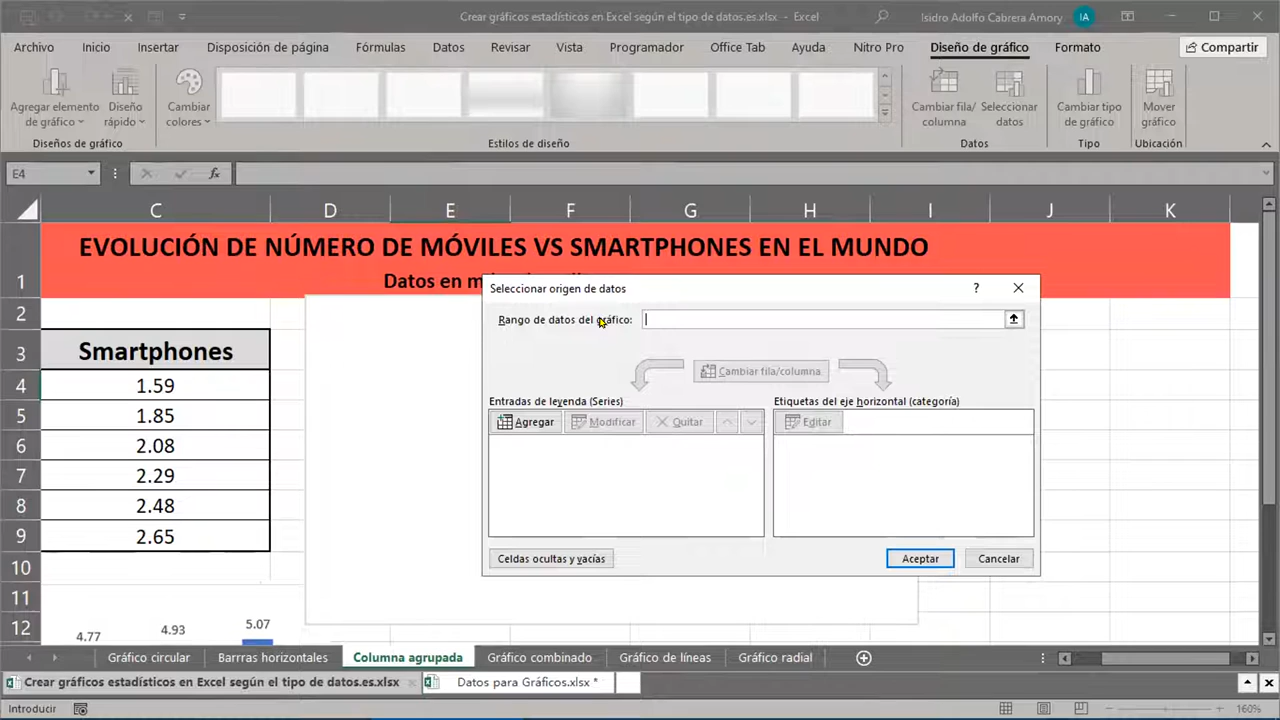 Crear gráficos estadísticos en Excel según el tipo de datos.es.xlsx - Excel
Isidro Adolfo Cabrera Amory
IA
Archivo Inicio Insertar Disposición de página Fórmulas Datos Revisar Vista Programador Office Tab Ayuda Nitro Pro Diseño de gráfico Formato Compartir
Agregar elemento de gráfico
Diseño rápido
Cambiar colores
Cambiar fila/columna
Seleccionar datos
Cambiar tipo de gráfico
Mover gráfico
Diseños de gráfico Estilos de diseño Datos Tipo Ubicación
E4 fx
C D E F G H I J K
1 EVOLUCIÓN DE NÚMERO DE MÓVILES VS SMARTPHONES EN EL MUNDO
Datos en m
2
3 Smartphones
4 1.59
5 1.85
6 2.08
7 2.29
8 2.48
9 2.65
10
11
12 4.77 4.93 5.07
Seleccionar origen de datos ?
Rango de datos del gráfico:
Cambiar fila/columna
Entradas de leyenda (Series) Etiquetas del eje horizontal (categoría)
Agregar Modificar Quitar Editar
Celdas ocultas y vacías Aceptar Cancelar
Gráfico circular Barrras horizontales Columna agrupada Gráfico combinado Gráfico de líneas Gráfico radial
Crear gráficos estadísticos en Excel según el tipo de datos.es.xlsx Datos para Gráficos.xlsx *
Introducir 160%